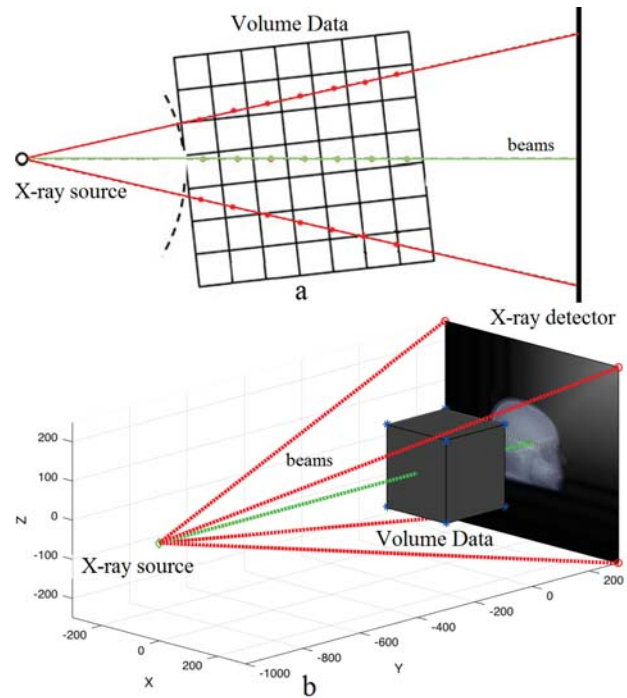 Volume Data
beams
X-ray source
a
X-ray detector
200
100
0
-100
-200
Z
beams
Volume Data
X-ray source
-200
0
200
X
-1000
-800
-600
-400
-200
0
200
Y
b